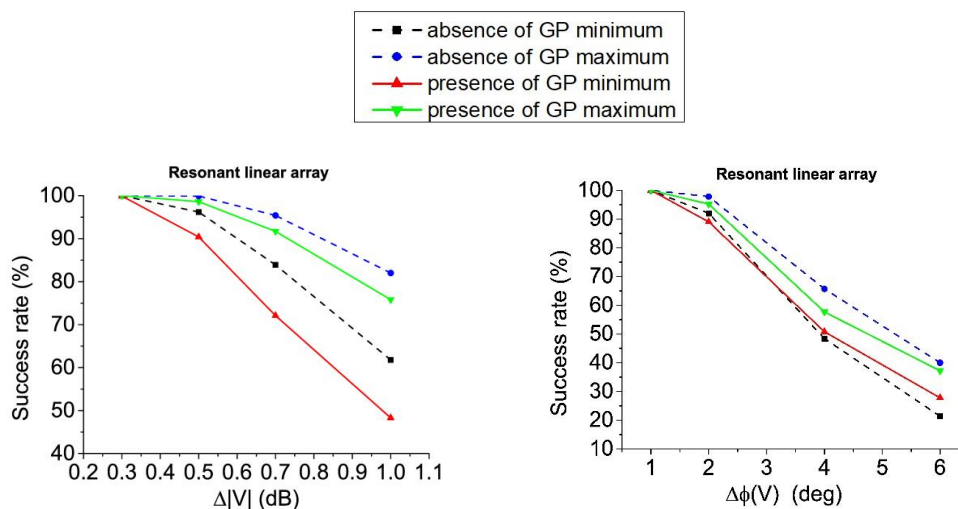 absence of GP minimum
absence of GP maximum
presence of GP minimum
presence of GP maximum
Resonant linear array
100
90
80
70
60
50
40
0.2 0.3 0.4 0.5 0.6 0.7 0.8 0.9 1.0 1.1
Success rate (%)
Δ|V| (dB)
Resonant linear array
100
90
80
70
60
50
40
30
20
10
1 2 3 4 5 6
Success rate (%)
Δϕ(V) (deg)